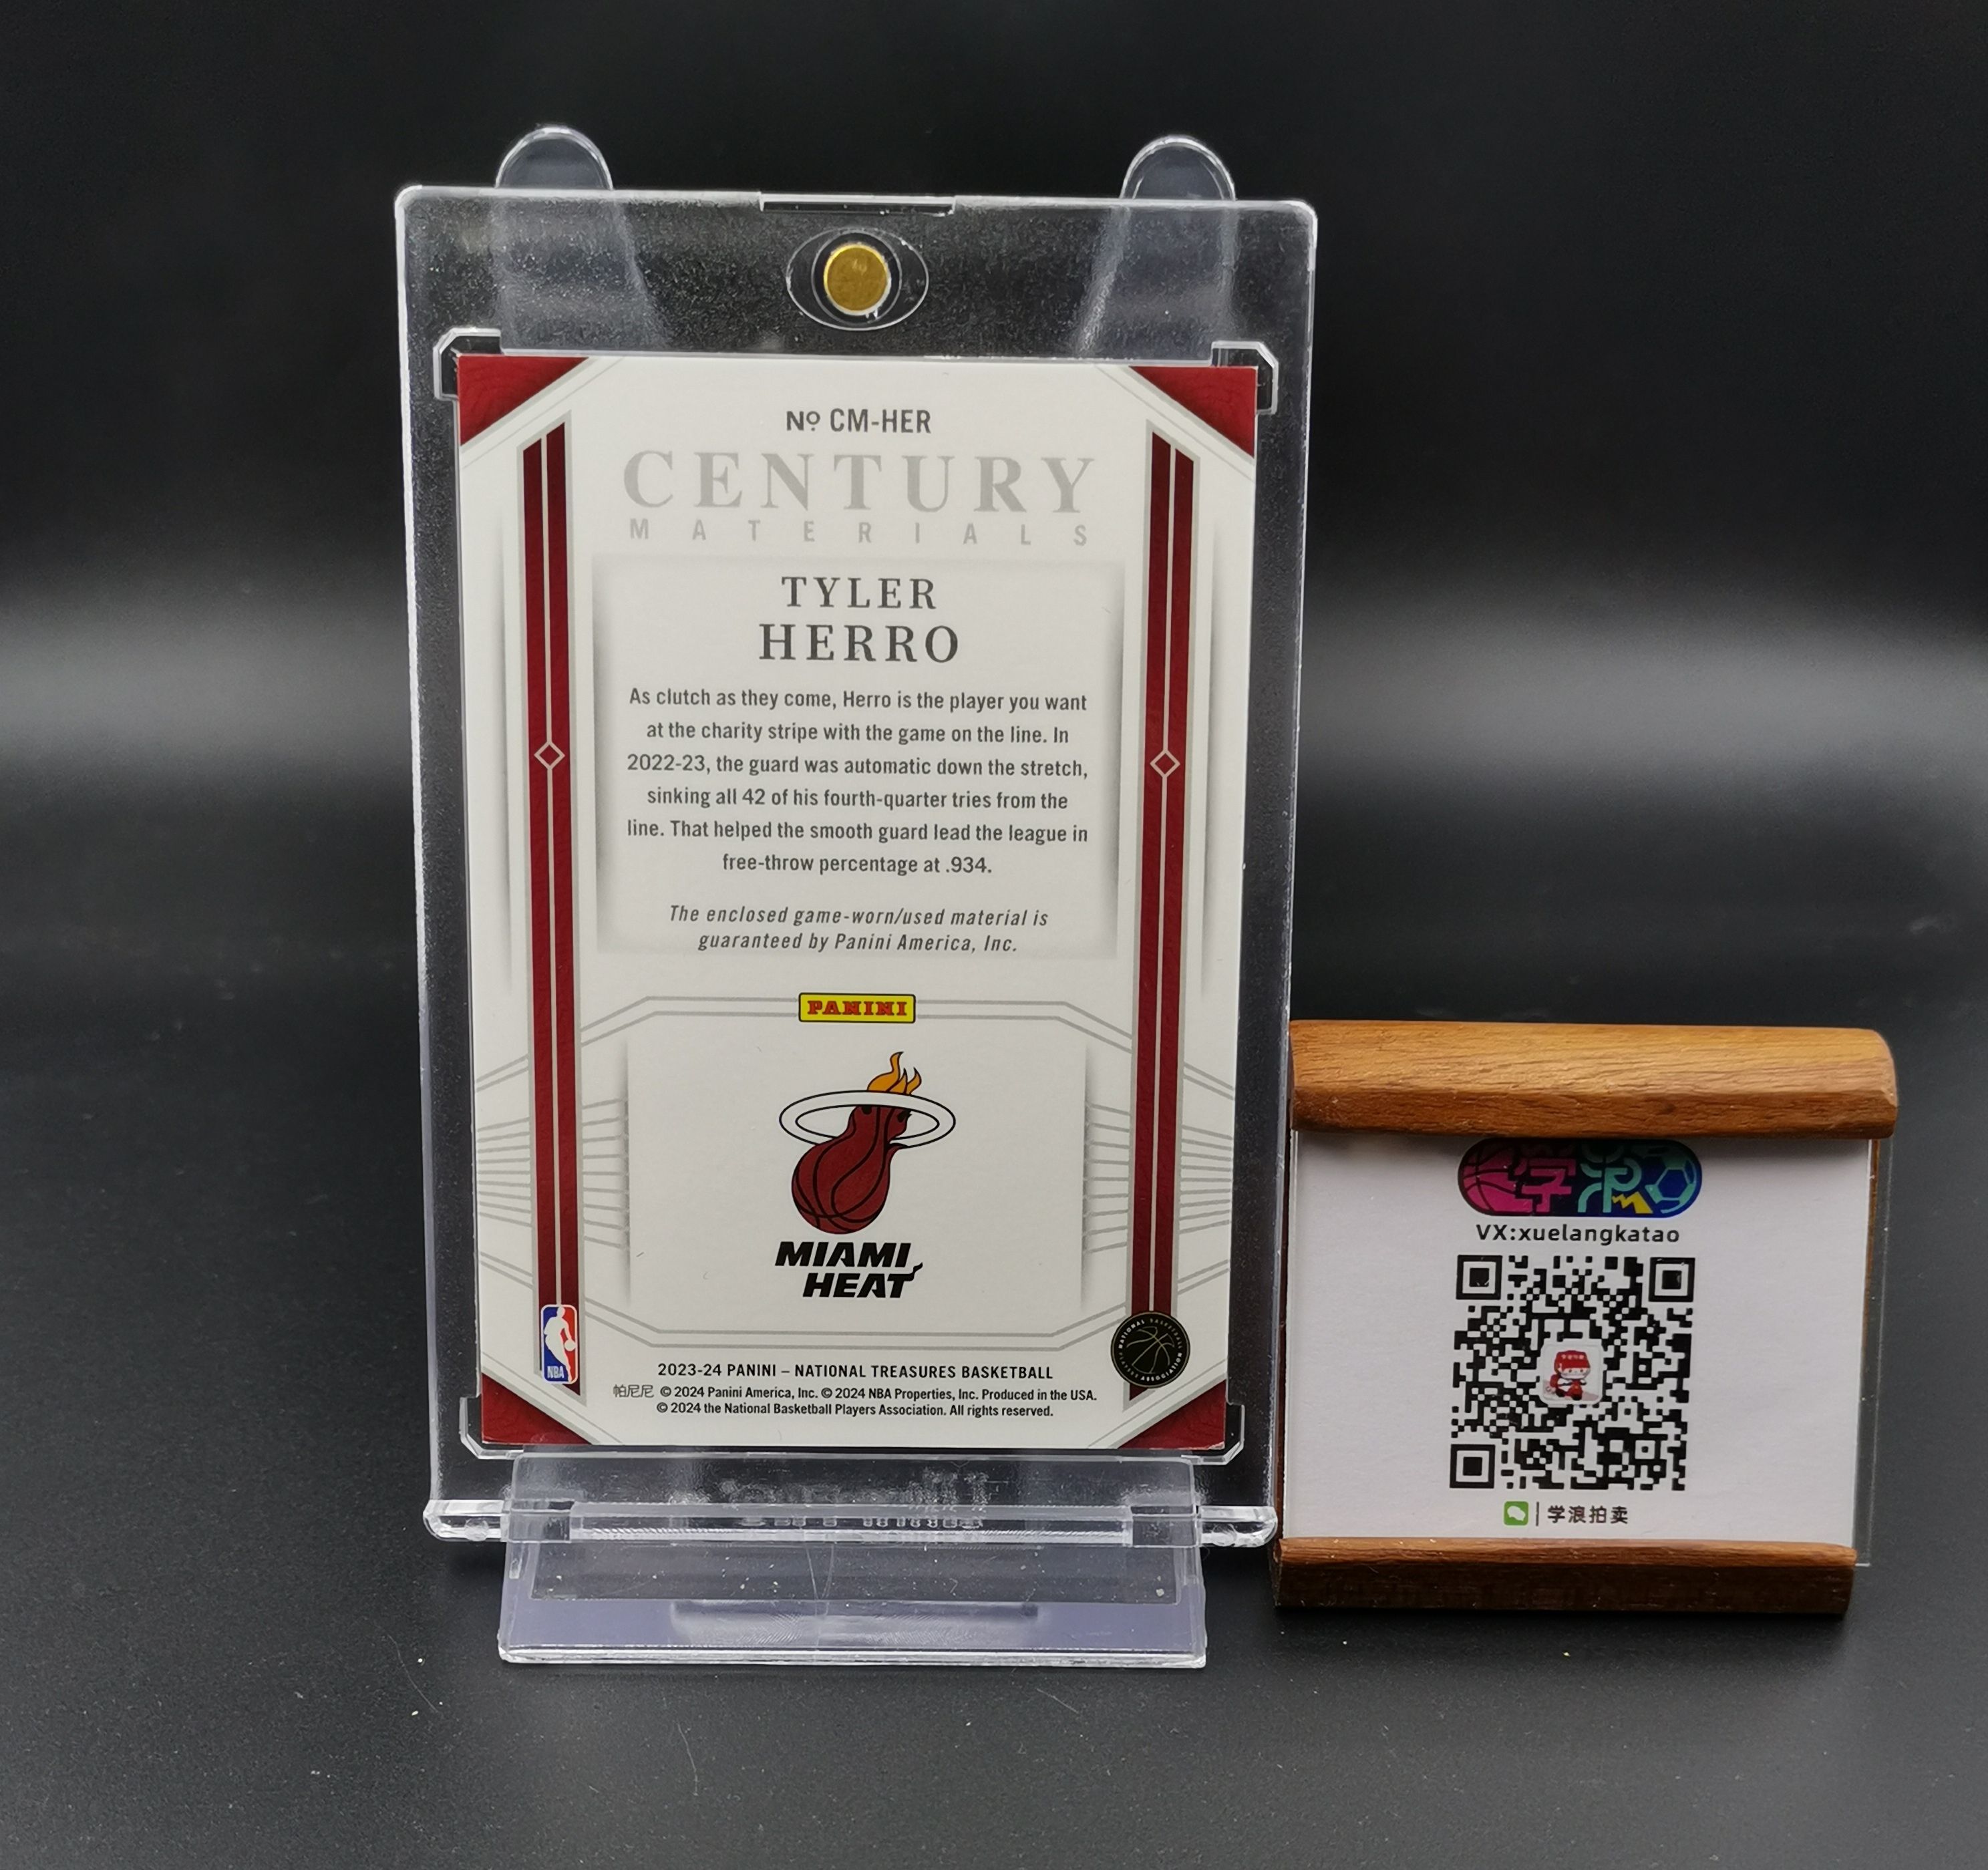 Nº CM-HER
CENTURY
MATERIALS
TYLER
HERRO
As clutch as they come, Herro is the player you want
at the charity stripe with the game on the line. In
2022-23, the guard was automatic down the stretch,
sinking all 42 of his fourth-quarter tries from the
line. That helped the smooth guard lead the league in
free-throw percentage at .934.
The enclosed game-worn/used material is
guaranteed by Panini America, Inc.
PANINI
MIAMI
HEAT
NBA
2023-24 PANINI – NATIONAL TREASURES BASKETBALL
帕尼尼 © 2024 Panini America, Inc. © 2024 NBA Properties, Inc. Produced in the USA.
© 2024 the National Basketball Players Association. All rights reserved.
学浪
VX:xuelangkatao
学浪拍卖